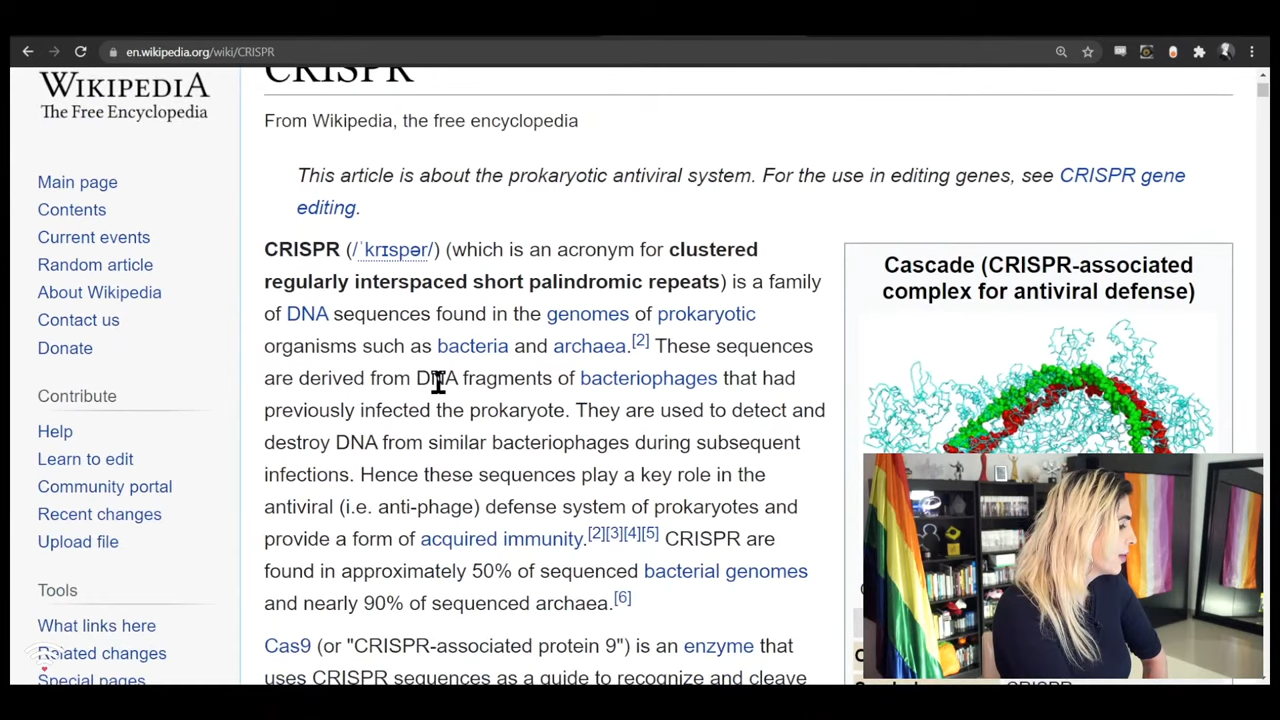 en.wikipedia.org/wiki/CRISPR
WIKIPEDIA
The Free Encyclopedia
Main page
Contents
Current events
Random article
About Wikipedia
Contact us
Donate
Contribute
Help
Learn to edit
Community portal
Recent changes
Upload file
Tools
What links here
Related changes
Special pages
CRISPR
From Wikipedia, the free encyclopedia
This article is about the prokaryotic antiviral system. For the use in editing genes, see CRISPR gene
editing.
CRISPR (/ˈkrɪspər/) (which is an acronym for clustered
regularly interspaced short palindromic repeats) is a family
of DNA sequences found in the genomes of prokaryotic
organisms such as bacteria and archaea.[2] These sequences
are derived from DNA fragments of bacteriophages that had
previously infected the prokaryote. They are used to detect and
destroy DNA from similar bacteriophages during subsequent
infections. Hence these sequences play a key role in the
antiviral (i.e. anti-phage) defense system of prokaryotes and
provide a form of acquired immunity.[2][3][4][5] CRISPR are
found in approximately 50% of sequenced bacterial genomes
and nearly 90% of sequenced archaea.[6]
Cas9 (or "CRISPR-associated protein 9") is an enzyme that
uses CRISPR sequences as a guide to recognize and cleave
Cascade (CRISPR-associated
complex for antiviral defense)
CRISPR